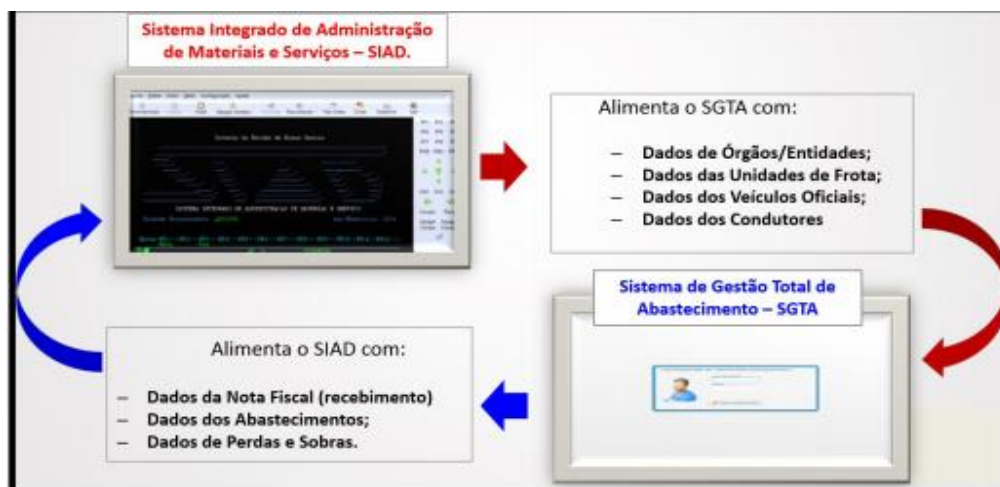 Sistema Integrado de Administração
de Materiais e Serviços – SIAD.
Alimenta o SGTA com:
– Dados de Órgãos/Entidades;
– Dados das Unidades de Frota;
– Dados dos Veículos Oficiais;
– Dados dos Condutores
SIAD
Sistema de Gestão Total de
Abastecimento – SGTA
Alimenta o SIAD com:
– Dados da Nota Fiscal (recebimento)
– Dados dos Abastecimentos;
– Dados de Perdas e Sobras.